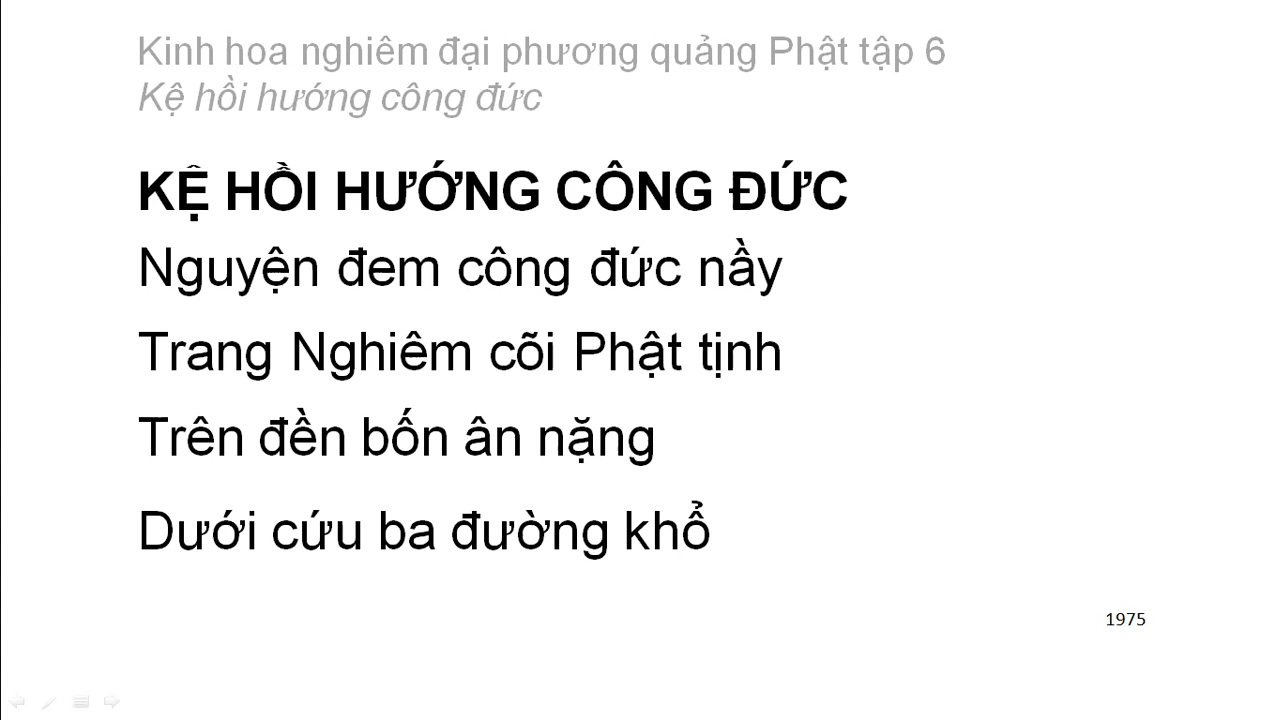 Kinh hoa nghiêm đại phương quảng Phật tập 6
Kệ hồi hướng công đức
KỆ HỒI HƯỚNG CÔNG ĐỨC
Nguyện đem công đức nầy
Trang Nghiêm cõi Phật tịnh
Trên đền bốn ân nặng
Dưới cứu ba đường khổ
1975